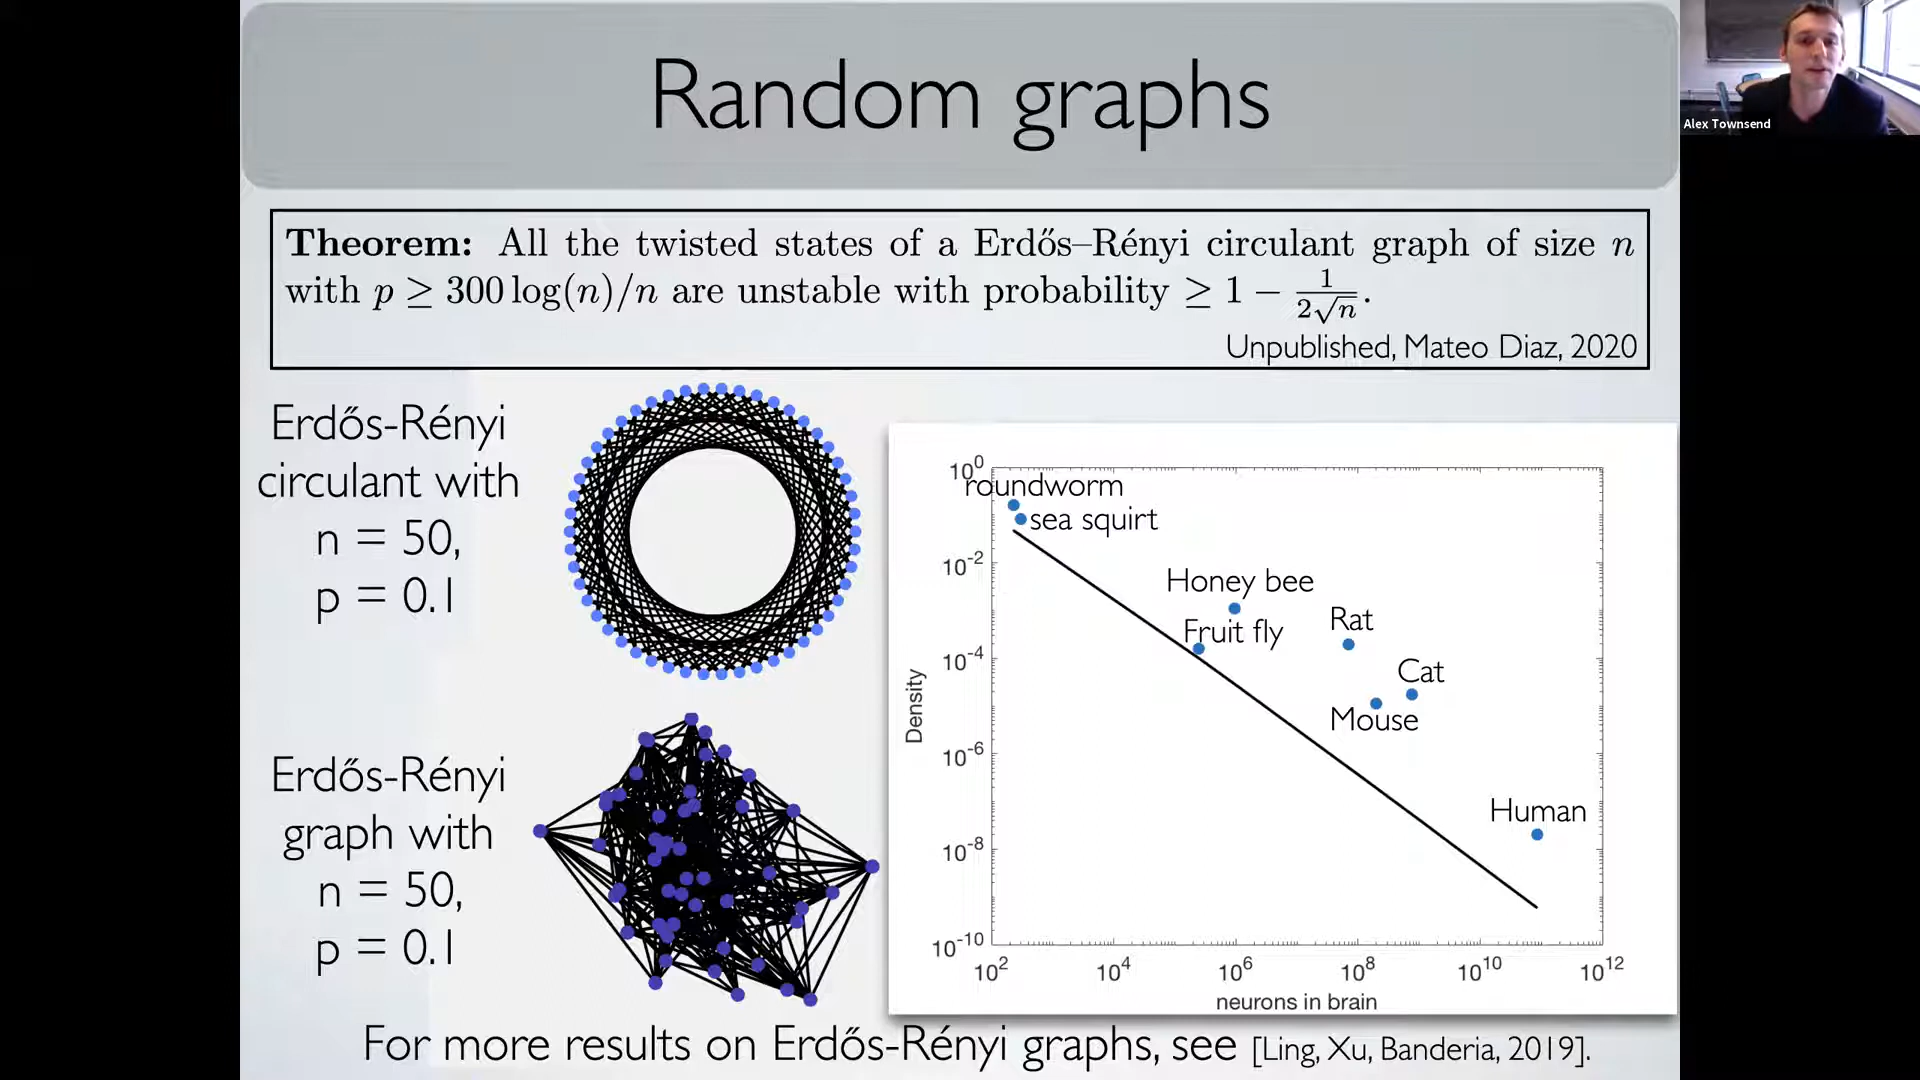 Random graphs
Alex Townsend
Theorem: All the twisted states of a Erdős–Rényi circulant graph of size n
with p ≥ 300 log(n)/n are unstable with probability ≥ 1 − 1/(2√n).
Unpublished, Mateo Diaz, 2020
Erdős-Rényi
circulant with
n = 50,
p = 0.1
Erdős-Rényi
graph with
n = 50,
p = 0.1
10⁰
roundworm
sea squirt
10⁻²
Honey bee
Rat
Fruit fly
10⁻⁴
Cat
Mouse
Density
10⁻⁶
Human
10⁻⁸
10⁻¹⁰
10² 10⁴ 10⁶ 10⁸ 10¹⁰ 10¹²
neurons in brain
For more results on Erdős-Rényi graphs, see [Ling, Xu, Banderia, 2019].